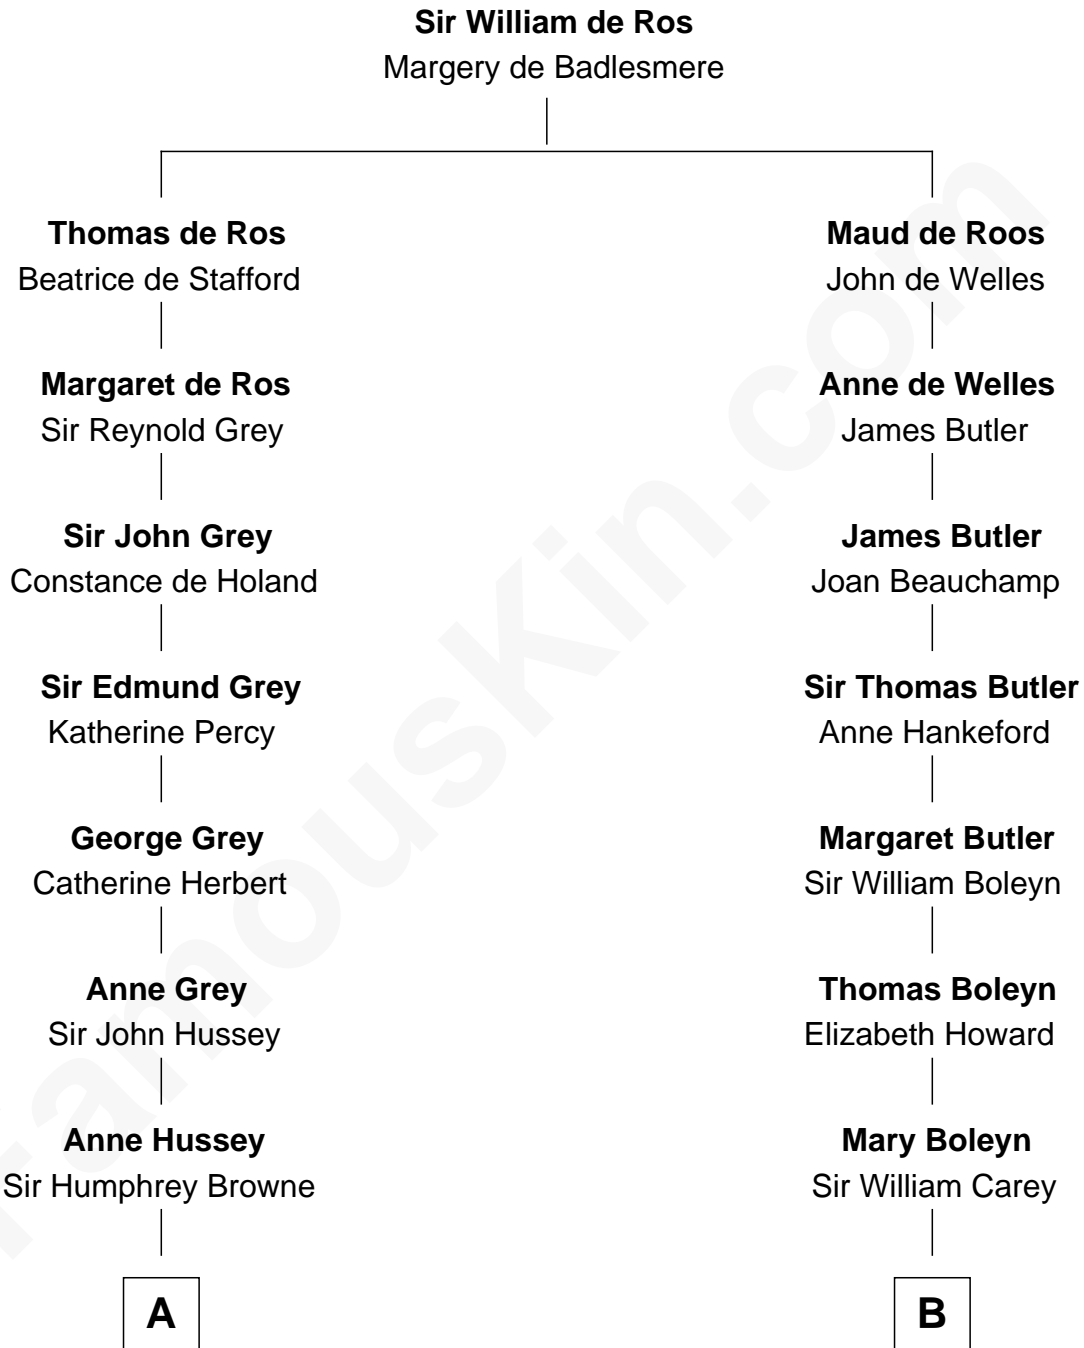 Sir William de Ros
Margery de Badlesmere
Thomas de Ros
Beatrice de Stafford
Maud de Roos
John de Welles
Margaret de Ros
Sir Reynold Grey
Anne de Welles
James Butler
Sir John Grey
Constance de Holand
James Butler
Joan Beauchamp
Sir Edmund Grey
Katherine Percy
Sir Thomas Butler
Anne Hankeford
George Grey
Catherine Herbert
Margaret Butler
Sir William Boleyn
Anne Grey
Sir John Hussey
Thomas Boleyn
Elizabeth Howard
Anne Hussey
Sir Humphrey Browne
Mary Boleyn
Sir William Carey
A
B
FamousKin.com